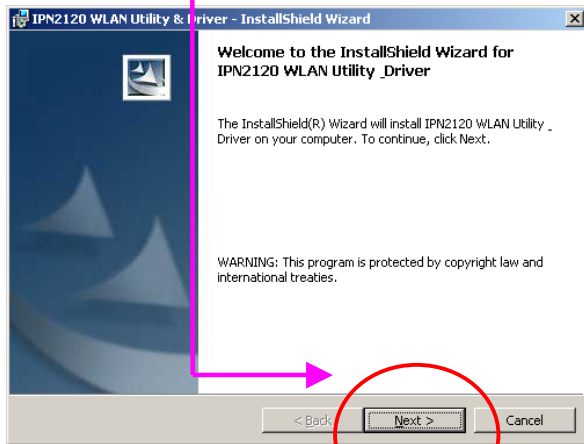 IPN2120 WLAN Utility & Driver - InstallShield Wizard
Welcome to the InstallShield Wizard for
IPN2120 WLAN Utility _Driver
The InstallShield(R) Wizard will install IPN2120 WLAN Utility _
Driver on your computer. To continue, click Next.
WARNING: This program is protected by copyright law and
international treaties.
< Back
Next >
Cancel